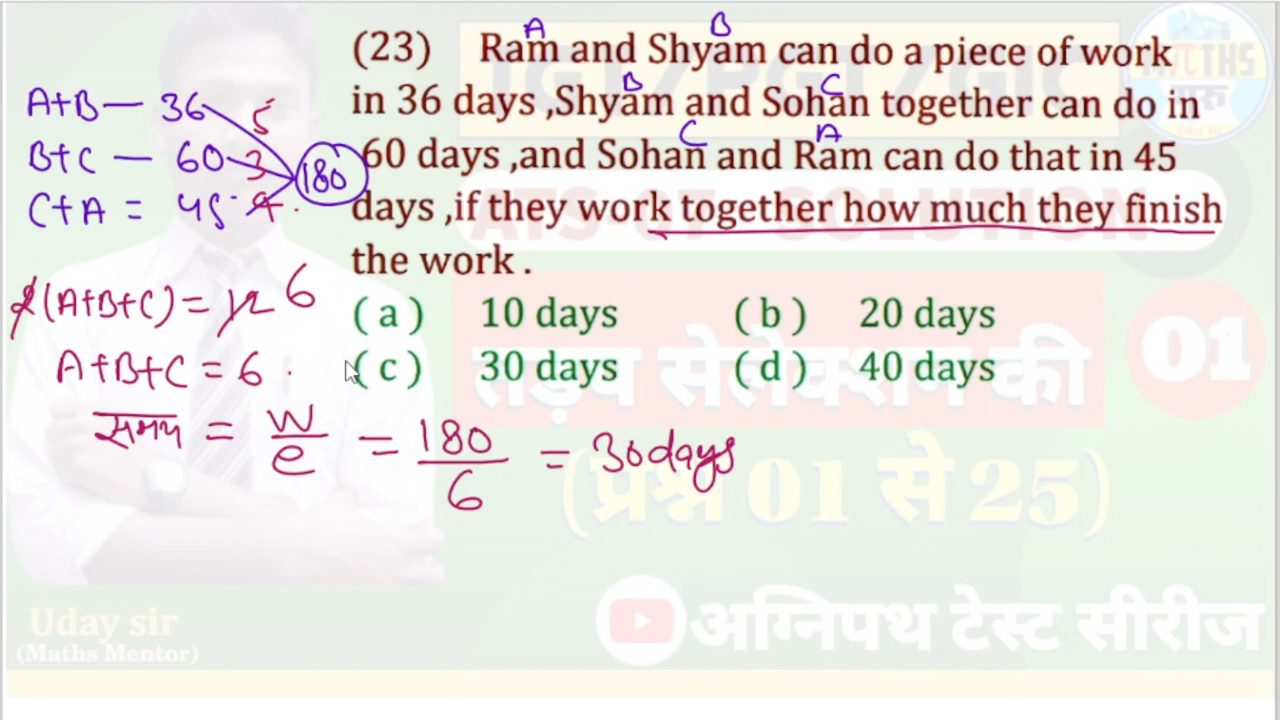 A B
(23) Ram and Shyam can do a piece of work
B C
in 36 days ,Shyam and Sohan together can do in
C A
60 days ,and Sohan and Ram can do that in 45
days ,if they work together how much they finish
the work .
(a) 10 days (b) 20 days
(c) 30 days (d) 40 days
A+B — 36 5
B+C — 60 3 180
C+A = 45 4
2(A+B+C) = 12 6
A+B+C = 6
समय = W/e = 180/6 = 30days
01
तड़प सेलेक्शन की
(प्रश्न 01 से 25)
Uday sir
(Maths Mentor)
अग्निपथ टेस्ट सीरीज